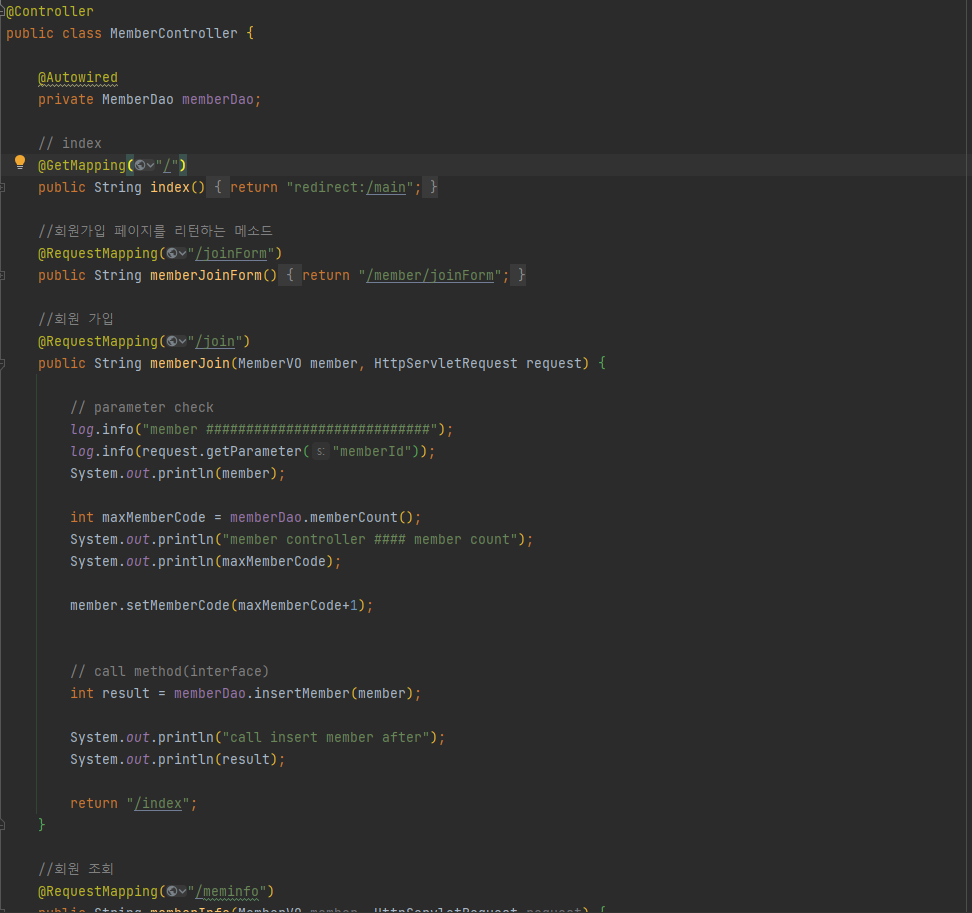 @Controller
public class MemberController {
@Autowired
private MemberDao memberDao;
// index
@GetMapping("/")
public String index() { return "redirect:/main"; }
//회원가입 페이지를 리턴하는 메소드
@RequestMapping("/joinForm")
public String memberJoinForm() { return "/member/joinForm"; }
//회원 가입
@RequestMapping("/join")
public String memberJoin(MemberVO member, HttpServletRequest request) {
// parameter check
log.info("member ############################");
log.info(request.getParameter( s: "memberId"));
System.out.println(member);
int maxMemberCode = memberDao.memberCount();
System.out.println("member controller #### member count");
System.out.println(maxMemberCode);
member.setMemberCode(maxMemberCode+1);
// call method(interface)
int result = memberDao.insertMember(member);
System.out.println("call insert member after");
System.out.println(result);
return "/index";
}
//회원 조회
@RequestMapping("/meminfo")
public String memberInfo(MemberVO member, HttpServletRequest request) {